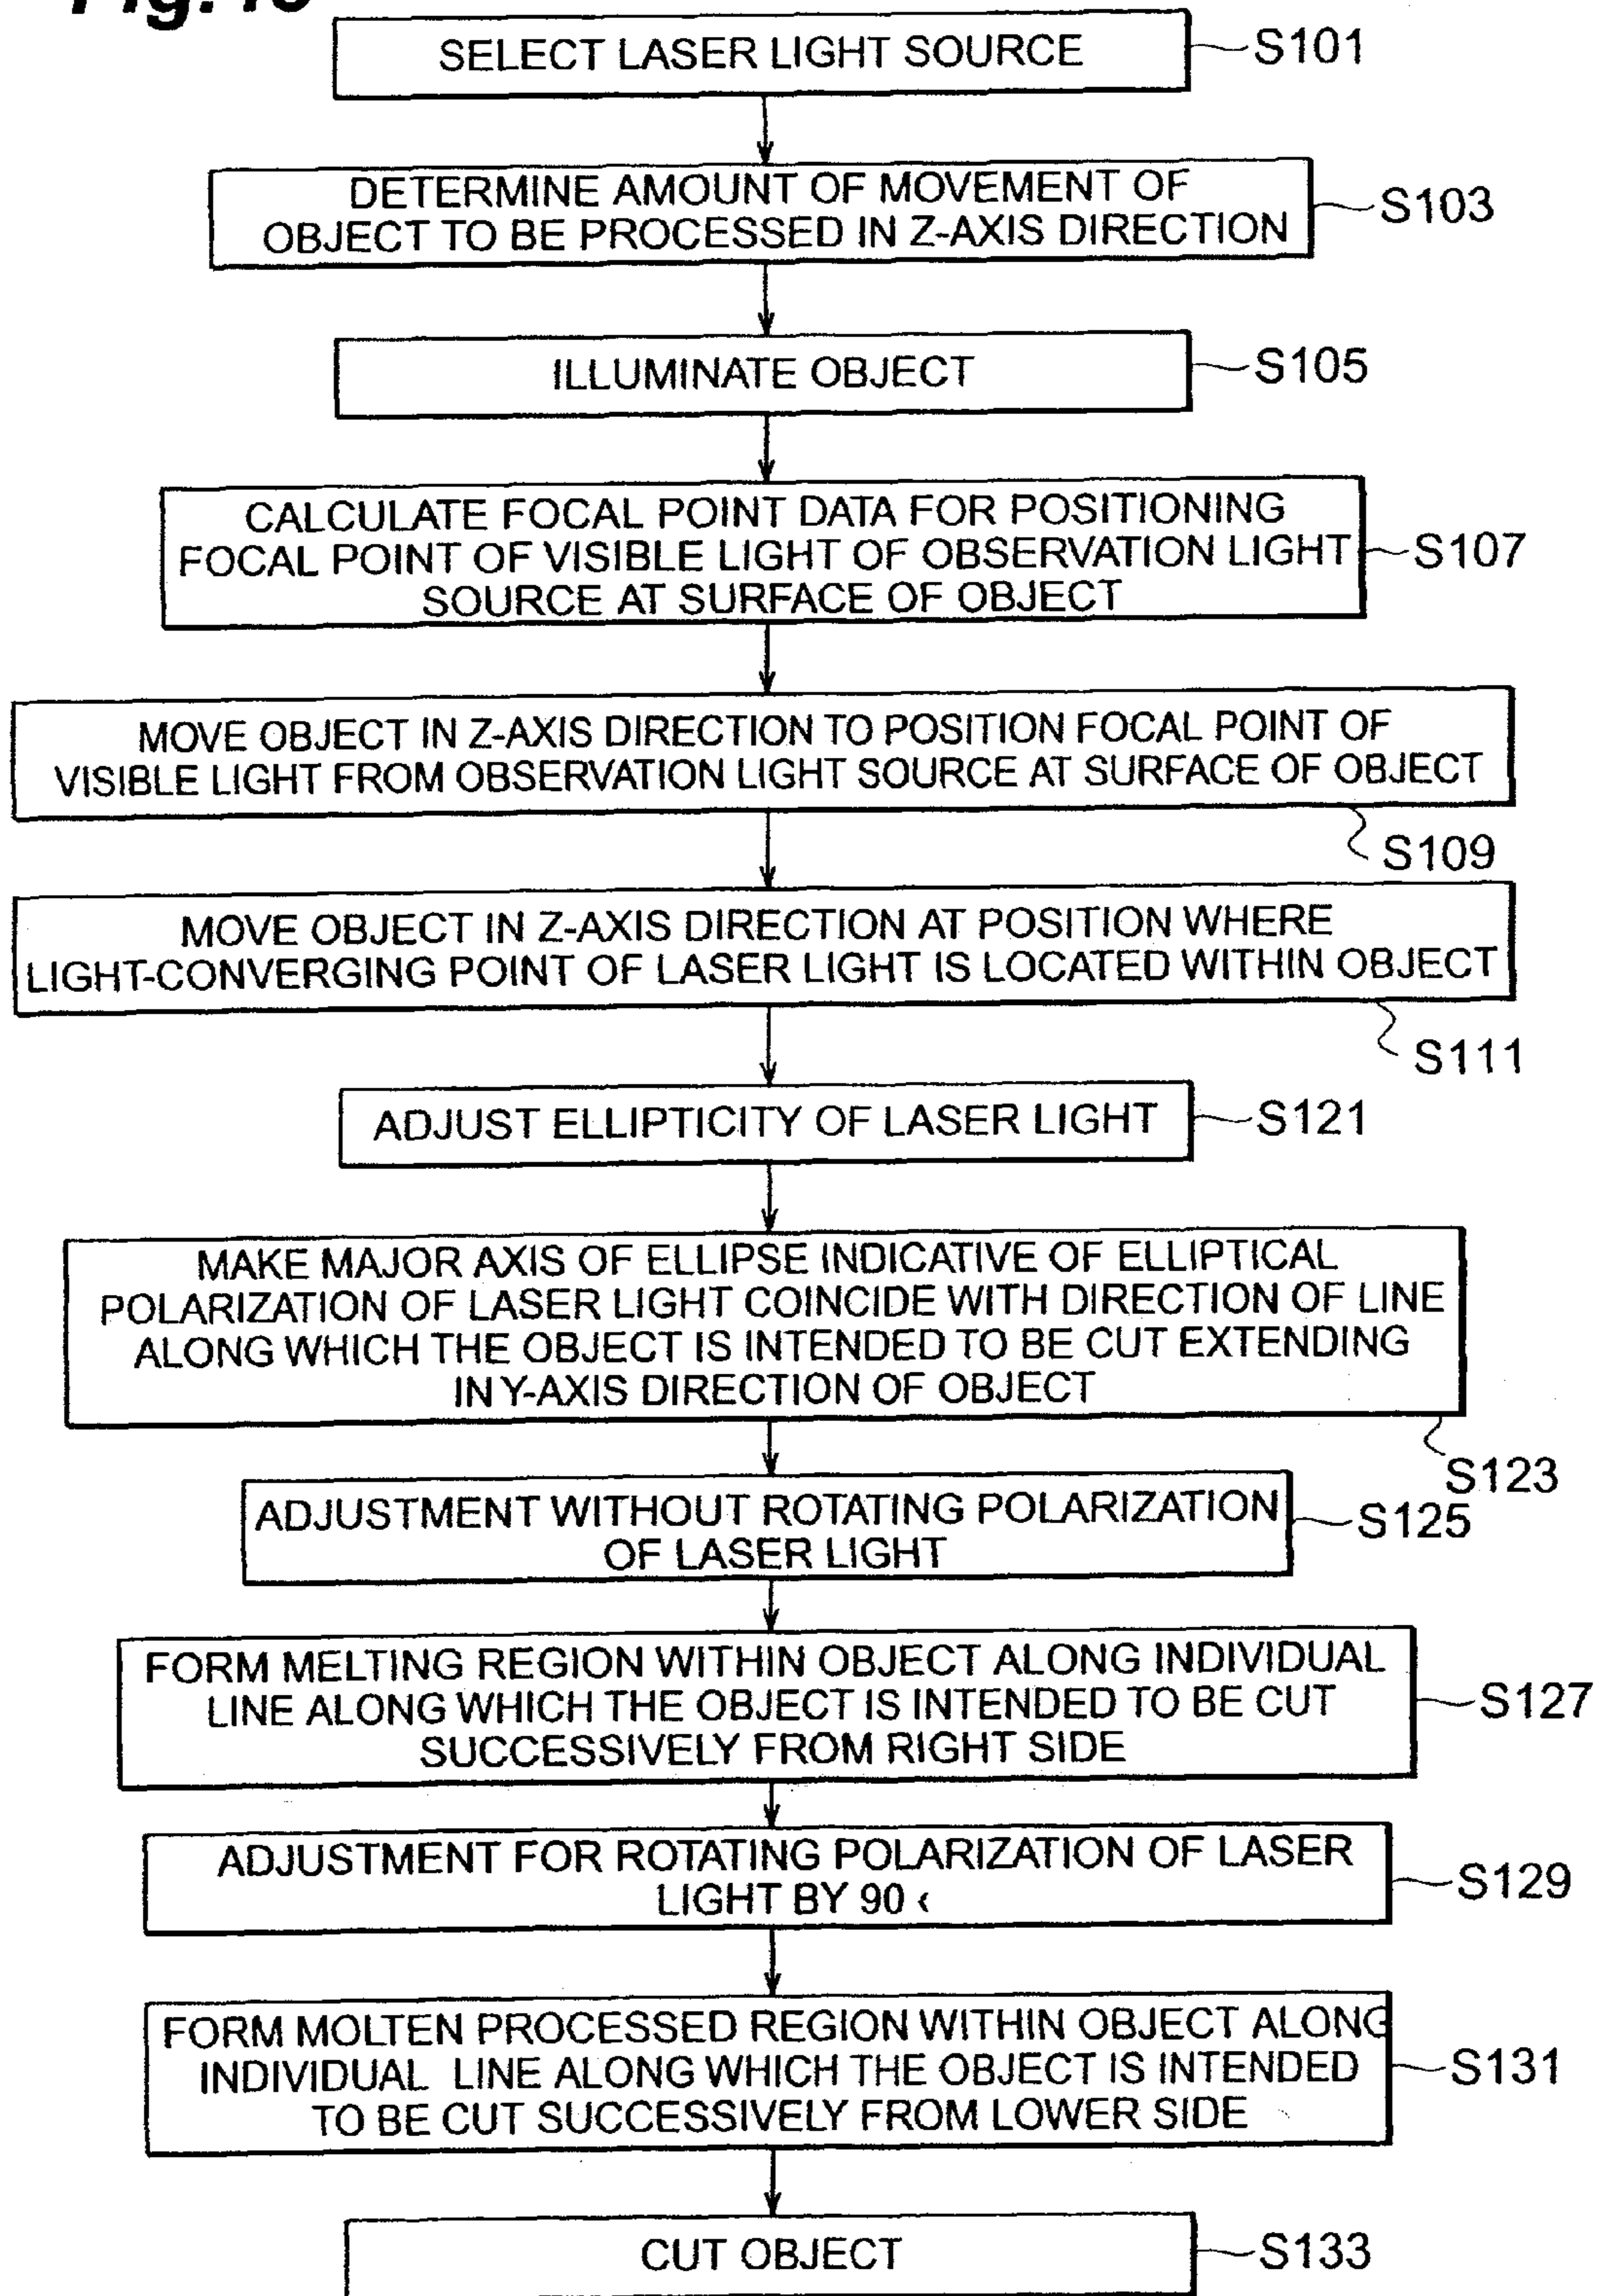 SELECT LASER LIGHT SOURCE
S101
DETERMINE AMOUNT OF MOVEMENT OF
OBJECT TO BE PROCESSED IN Z-AXIS DIRECTION
S103
ILLUMINATE OBJECT
S105
CALCULATE FOCAL POINT DATA FOR POSITIONING
FOCAL POINT OF VISIBLE LIGHT OF OBSERVATION LIGHT
SOURCE AT SURFACE OF OBJECT
S107
MOVE OBJECT IN Z-AXIS DIRECTION TO POSITION FOCAL POINT OF
VISIBLE LIGHT FROM OBSERVATION LIGHT SOURCE AT SURFACE OF OBJECT
S109
MOVE OBJECT IN Z-AXIS DIRECTION AT POSITION WHERE
LIGHT-CONVERGING POINT OF LASER LIGHT IS LOCATED WITHIN OBJECT
S111
ADJUST ELLIPTICITY OF LASER LIGHT
S121
MAKE MAJOR AXIS OF ELLIPSE INDICATIVE OF ELLIPTICAL
POLARIZATION OF LASER LIGHT COINCIDE WITH DIRECTION OF LINE
ALONG WHICH THE OBJECT IS INTENDED TO BE CUT EXTENDING
IN Y-AXIS DIRECTION OF OBJECT
S123
ADJUSTMENT WITHOUT ROTATING POLARIZATION
OF LASER LIGHT
S125
FORM MELTING REGION WITHIN OBJECT ALONG INDIVIDUAL
LINE ALONG WHICH THE OBJECT IS INTENDED TO BE CUT
SUCCESSIVELY FROM RIGHT SIDE
S127
ADJUSTMENT FOR ROTATING POLARIZATION OF LASER
LIGHT BY 90 ‹
S129
FORM MOLTEN PROCESSED REGION WITHIN OBJECT ALONG
INDIVIDUAL LINE ALONG WHICH THE OBJECT IS INTENDED
TO BE CUT SUCCESSIVELY FROM LOWER SIDE
S131
CUT OBJECT
S133